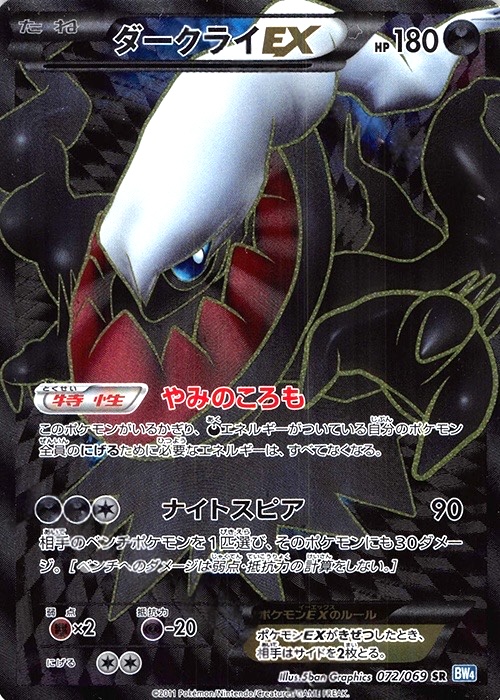 たね ダークライEX HP180
とくせい
特性 やみのころも
このポケモンがいるかぎり、エネルギーがついている自分のポケモン
全員のにげるために必要なエネルギーは、すべてなくなる。
ナイトスピア 90
相手のベンチポケモンを1匹選び、そのポケモンにも30ダメー
ジ。[ベンチへのダメージは弱点・抵抗力の計算をしない。]
弱点 ×2 抵抗力 -20
ポケモンEXのルール
ポケモンEXがきぜつしたとき、
相手はサイドを2枚とる。
にげる
Illus. 5ban Graphics 072/069 SR BW4
©2011 Pokémon/Nintendo/Creatures/GAME FREAK.